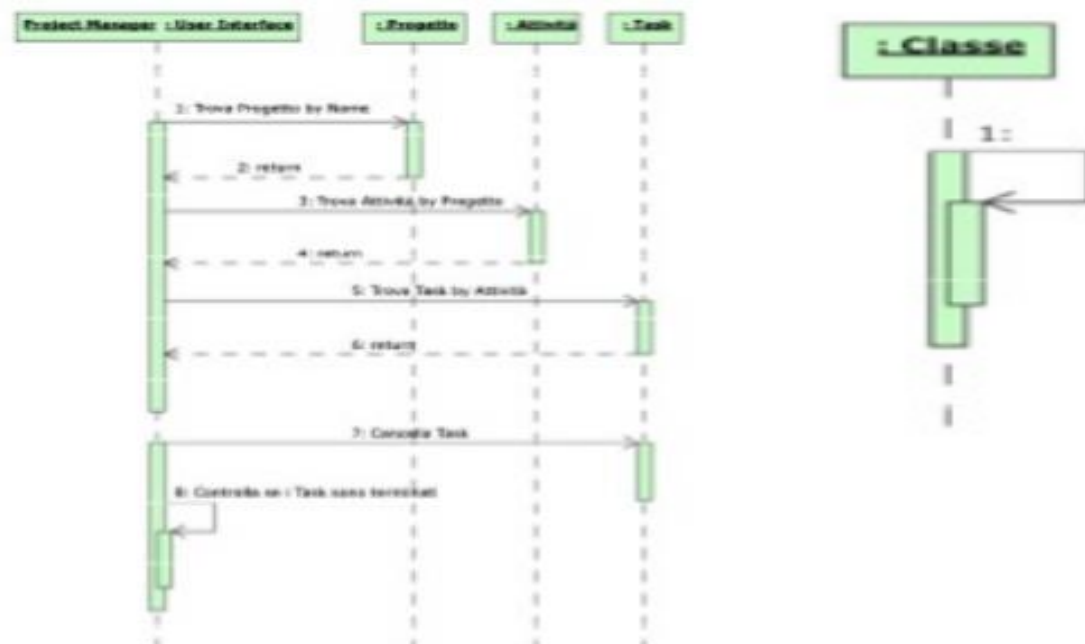 Project Manager : User Interface
: Progetto
: Attività
: Task
1: Trova Progetto by Name
2: return
3: Trova Attività by Progetto
4: return
5: Trova Task by Attività
6: return
7: Cancella Task
8: Controlla se i Task sono terminati
: Classe
1: